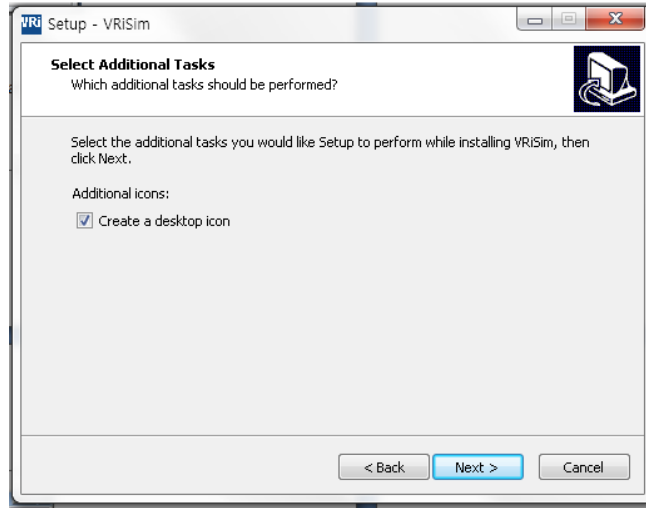 VRi Setup - VRiSim
Select Additional Tasks
Which additional tasks should be performed?
Select the additional tasks you would like Setup to perform while installing VRiSim, then
click Next.
Additional icons:
Create a desktop icon
< Back Next > Cancel